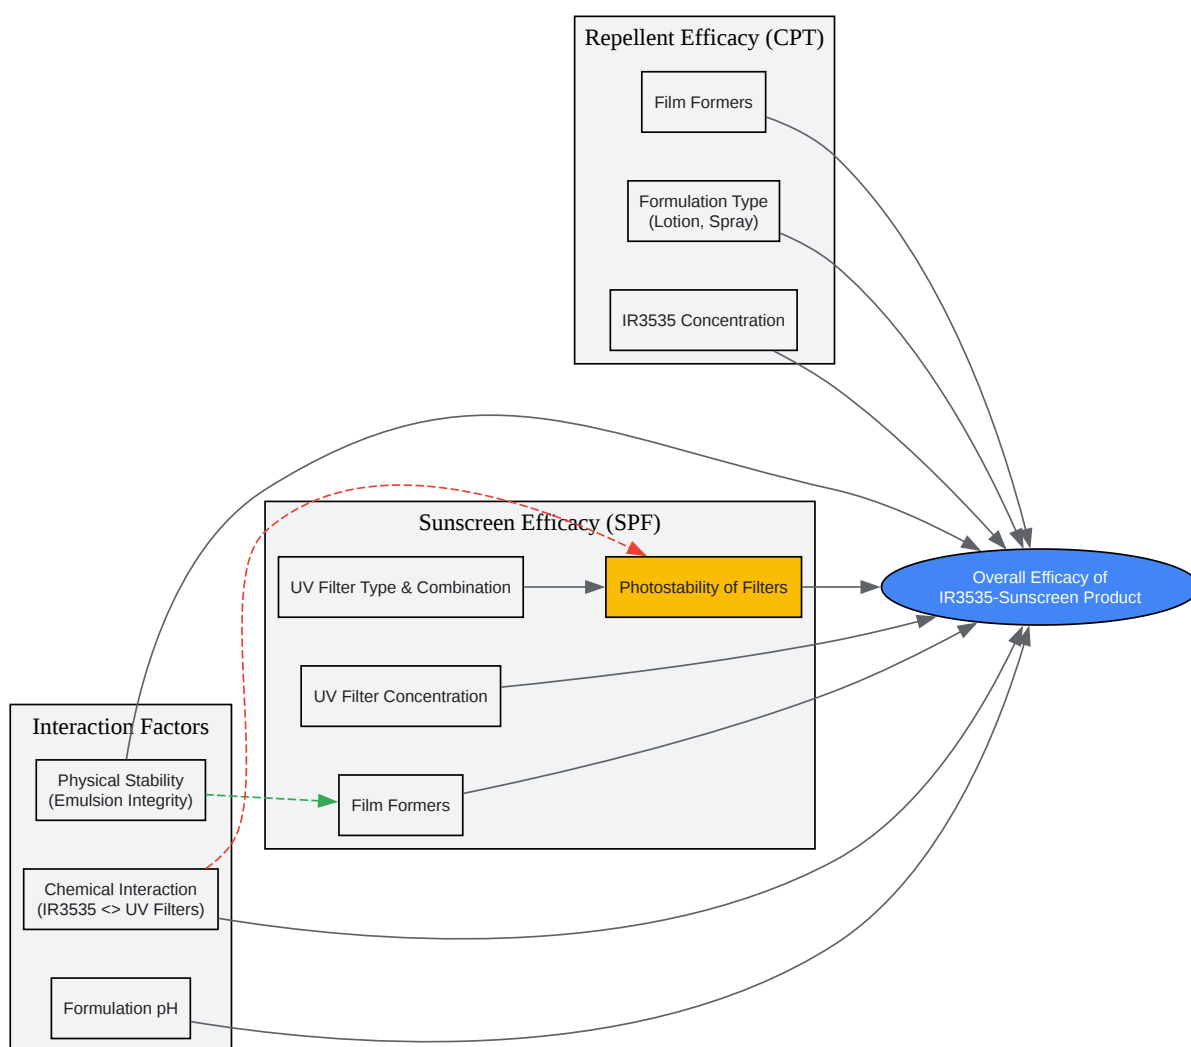 Repellent Efficacy (CPT)
Film Formers
Formulation Type
(Lotion, Spray)
IR3535 Concentration
Sunscreen Efficacy (SPF)
UV Filter Type & Combination
Photostability of Filters
Overall Efficacy of
IR3535-Sunscreen Product
UV Filter Concentration
Film Formers
Interaction Factors
Physical Stability
(Emulsion Integrity)
Chemical Interaction
(IR3535 <> UV Filters)
Formulation pH